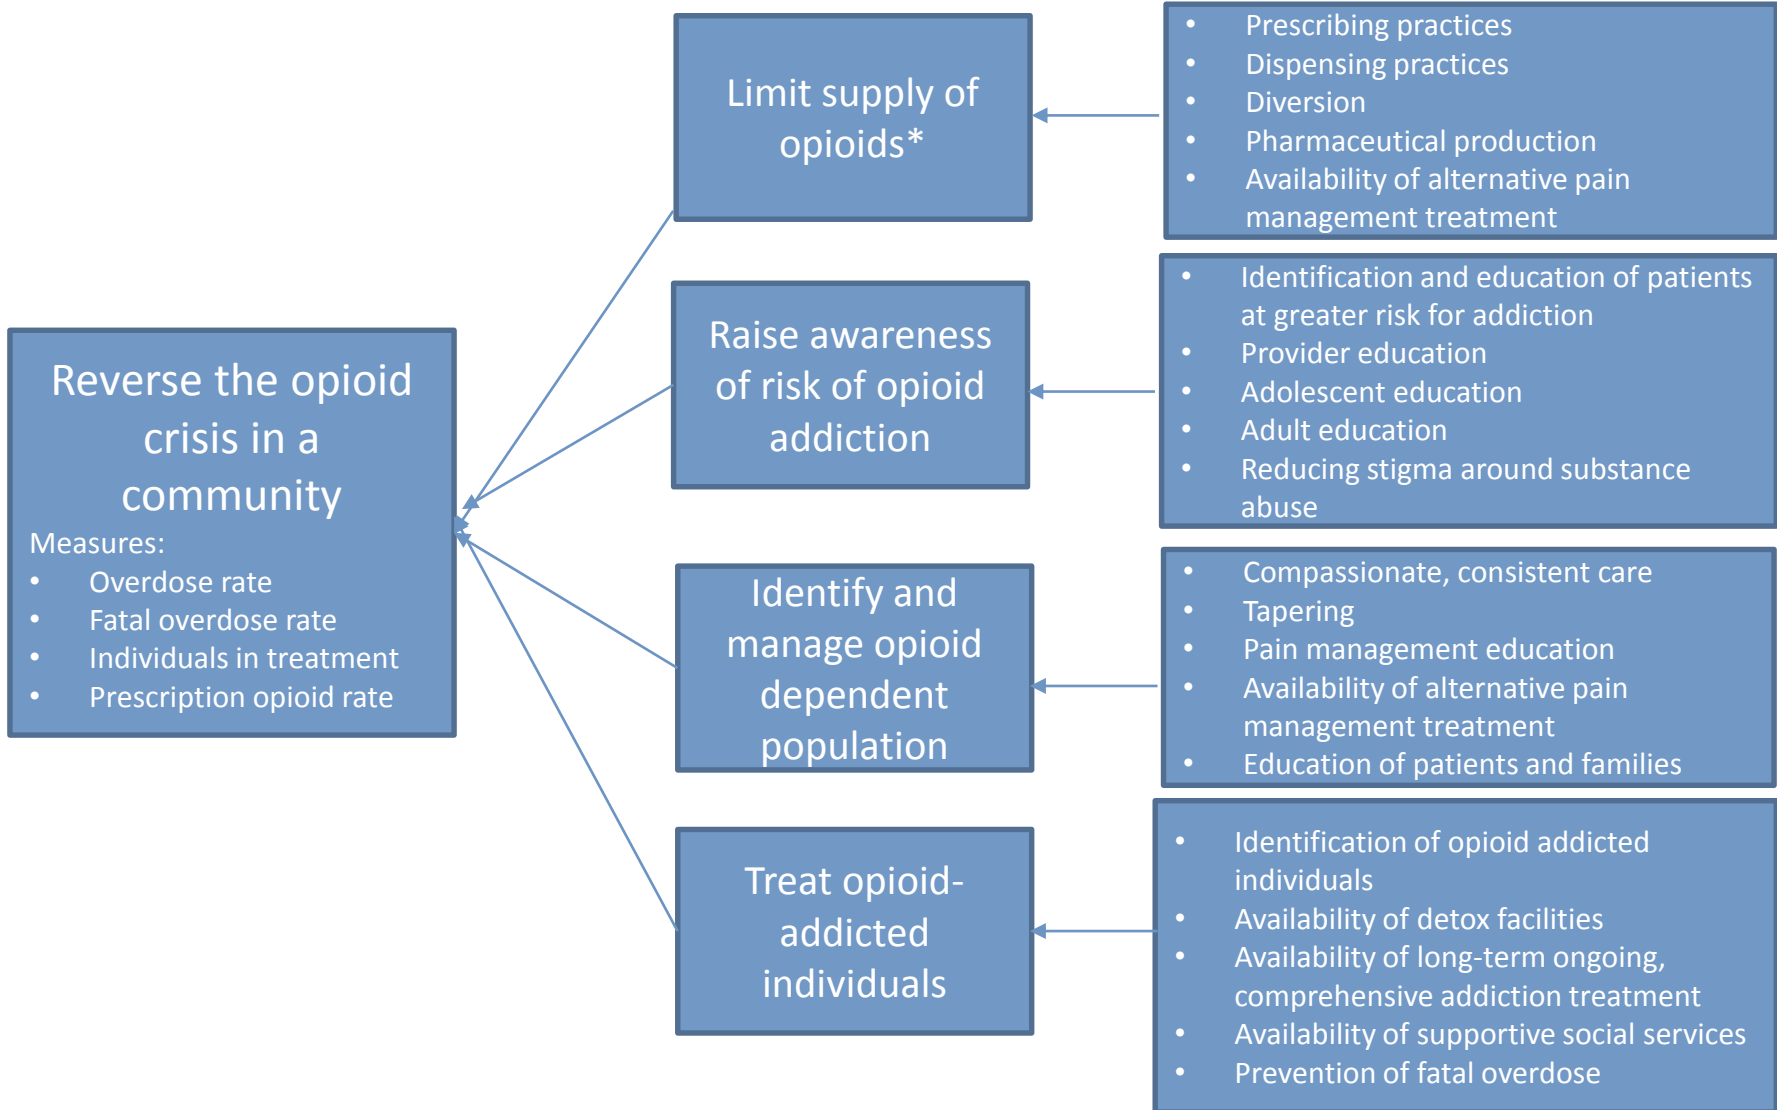 Reverse the opioid
crisis in a
community
Measures:
• Overdose rate
• Fatal overdose rate
• Individuals in treatment
• Prescription opioid rate
Limit supply of
opioids*
• Prescribing practices
• Dispensing practices
• Diversion
• Pharmaceutical production
• Availability of alternative pain
management treatment
Raise awareness
of risk of opioid
addiction
• Identification and education of patients
at greater risk for addiction
• Provider education
• Adolescent education
• Adult education
• Reducing stigma around substance
abuse
Identify and
manage opioid
dependent
population
• Compassionate, consistent care
• Tapering
• Pain management education
• Availability of alternative pain
management treatment
• Education of patients and families
Treat opioid-
addicted
individuals
• Identification of opioid addicted
individuals
• Availability of detox facilities
• Availability of long-term ongoing,
comprehensive addiction treatment
• Availability of supportive social services
• Prevention of fatal overdose